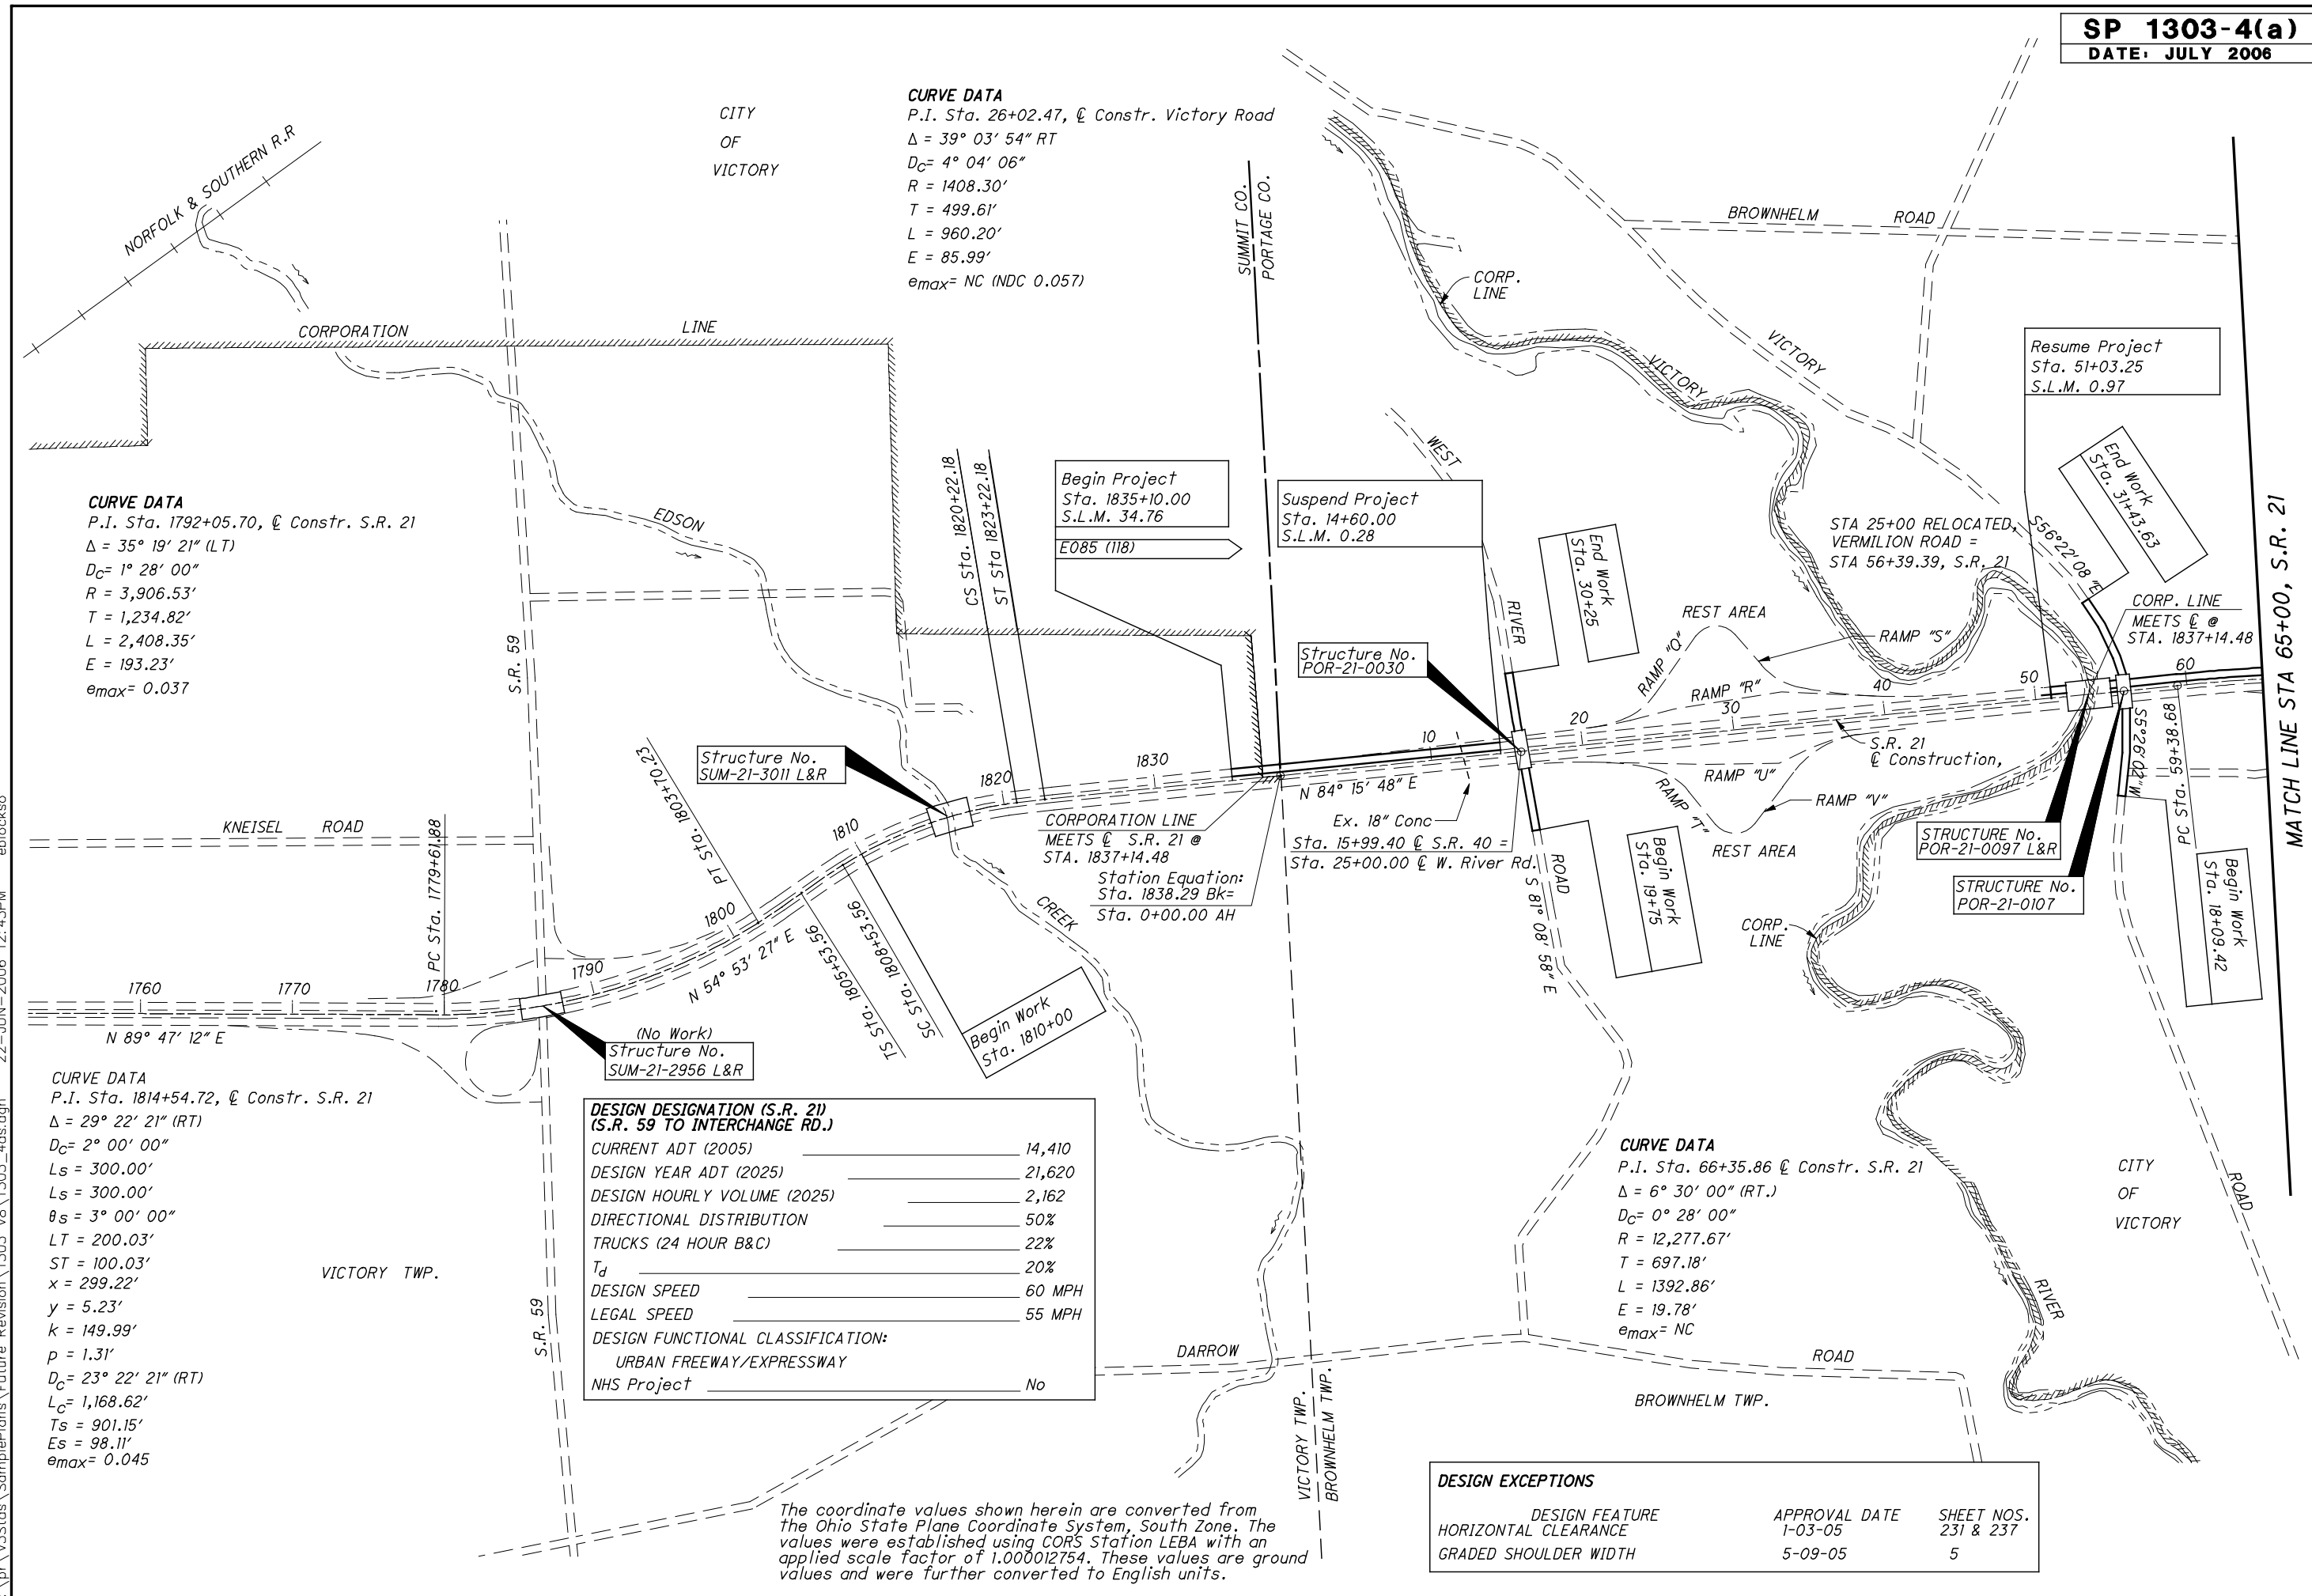 SP 1303-4(a)
DATE: JULY 2006
CITY
OF
VICTORY
CURVE DATA
P.I. Sta. 26+02.47, ℄ Constr. Victory Road
Δ = 39° 03' 54" RT
Dc= 4° 04' 06"
R = 1408.30'
T = 499.61'
L = 960.20'
E = 85.99'
emax= NC (NDC 0.057)
NORFOLK & SOUTHERN R.R
CORPORATION LINE
SUMMIT CO.
PORTAGE CO.
BROWNHELM ROAD
CORP.
LINE
VICTORY
VICTORY
Resume Project
Sta. 51+03.25
S.L.M. 0.97
End Work
Sta. 31+43.63
WEST
CURVE DATA
P.I. Sta. 1792+05.70, ℄ Constr. S.R. 21
Δ = 35° 19' 21" (LT)
Dc= 1° 28' 00"
R = 3,906.53'
T = 1,234.82'
L = 2,408.35'
E = 193.23'
emax= 0.037
S.R. 59
EDSON
CS Sta. 1820+22.18
ST Sta 1823+22.18
Begin Project
Sta. 1835+10.00
S.L.M. 34.76
E085 (118)
Suspend Project
Sta. 14+60.00
S.L.M. 0.28
End Work
Sta. 30+25
RIVER
STA 25+00 RELOCATED,
VERMILION ROAD =
STA 56+39.39, S.R. 21
S56°22'08"E
CORP. LINE
MEETS ℄ @
STA. 1837+14.48
MATCH LINE STA 65+00, S.R. 21
Structure No.
POR-21-0030
REST AREA
RAMP "Q"
RAMP "S"
RAMP "R"
10
20
30
40
50
60
S.R. 21
℄ Construction,
RAMP "U"
RAMP "T"
RAMP "V"
REST AREA
S5°26'02"W
PC Sta. 59+38.68
STRUCTURE No.
POR-21-0097 L&R
STRUCTURE No.
POR-21-0107
Begin Work
Sta. 18+09.42
Structure No.
SUM-21-3011 L&R
PT Sta. 1803+70.23
1760
1770
1780
1790
1800
1810
1820
1830
N 84° 15' 48" E
CORPORATION LINE
MEETS ℄ S.R. 21 @
STA. 1837+14.48
Station Equation:
Sta. 1838.29 Bk=
Sta. 0+00.00 AH
Ex. 18" Conc
Sta. 15+99.40 ℄ S.R. 40 =
Sta. 25+00.00 ℄ W. River Rd.
ROAD
S 81° 08' 58" E
Begin Work
Sta. 19+75
CORP.
LINE
KNEISEL ROAD
PC Sta. 1779+61.88
N 89° 47' 12" E
N 54° 53' 27" E
TS Sta. 1805+53.56
SC Sta. 1808+53.56
CREEK
Begin Work
Sta. 1810+00
(No Work)
Structure No.
SUM-21-2956 L&R
CURVE DATA
P.I. Sta. 1814+54.72, ℄ Constr. S.R. 21
Δ = 29° 22' 21" (RT)
Dc= 2° 00' 00"
Ls = 300.00'
Ls = 300.00'
θs = 3° 00' 00"
LT = 200.03'
ST = 100.03'
x = 299.22'
y = 5.23'
k = 149.99'
p = 1.31'
Dc= 23° 22' 21" (RT)
Lc= 1,168.62'
Ts = 901.15'
Es = 98.11'
emax= 0.045
VICTORY TWP.
S.R. 59
DESIGN DESIGNATION (S.R. 21)
(S.R. 59 TO INTERCHANGE RD.)
CURRENT ADT (2005) 14,410
DESIGN YEAR ADT (2025) 21,620
DESIGN HOURLY VOLUME (2025) 2,162
DIRECTIONAL DISTRIBUTION 50%
TRUCKS (24 HOUR B&C) 22%
Td 20%
DESIGN SPEED 60 MPH
LEGAL SPEED 55 MPH
DESIGN FUNCTIONAL CLASSIFICATION:
URBAN FREEWAY/EXPRESSWAY
NHS Project No
DARROW ROAD
VICTORY TWP.
BROWNHELM TWP.
CURVE DATA
P.I. Sta. 66+35.86 ℄ Constr. S.R. 21
Δ = 6° 30' 00" (RT.)
Dc= 0° 28' 00"
R = 12,277.67'
T = 697.18'
L = 1392.86'
E = 19.78'
emax= NC
CITY
OF
VICTORY
ROAD
RIVER
BROWNHELM TWP.
The coordinate values shown herein are converted from
the Ohio State Plane Coordinate System, South Zone. The
values were established using CORS Station LEBA with an
applied scale factor of 1.000012754. These values are ground
values and were further converted to English units.
DESIGN EXCEPTIONS
DESIGN FEATURE APPROVAL DATE SHEET NOS.
HORIZONTAL CLEARANCE 1-03-05 231 & 237
GRADED SHOULDER WIDTH 5-09-05 5
22-JUN-2006 12:43PM